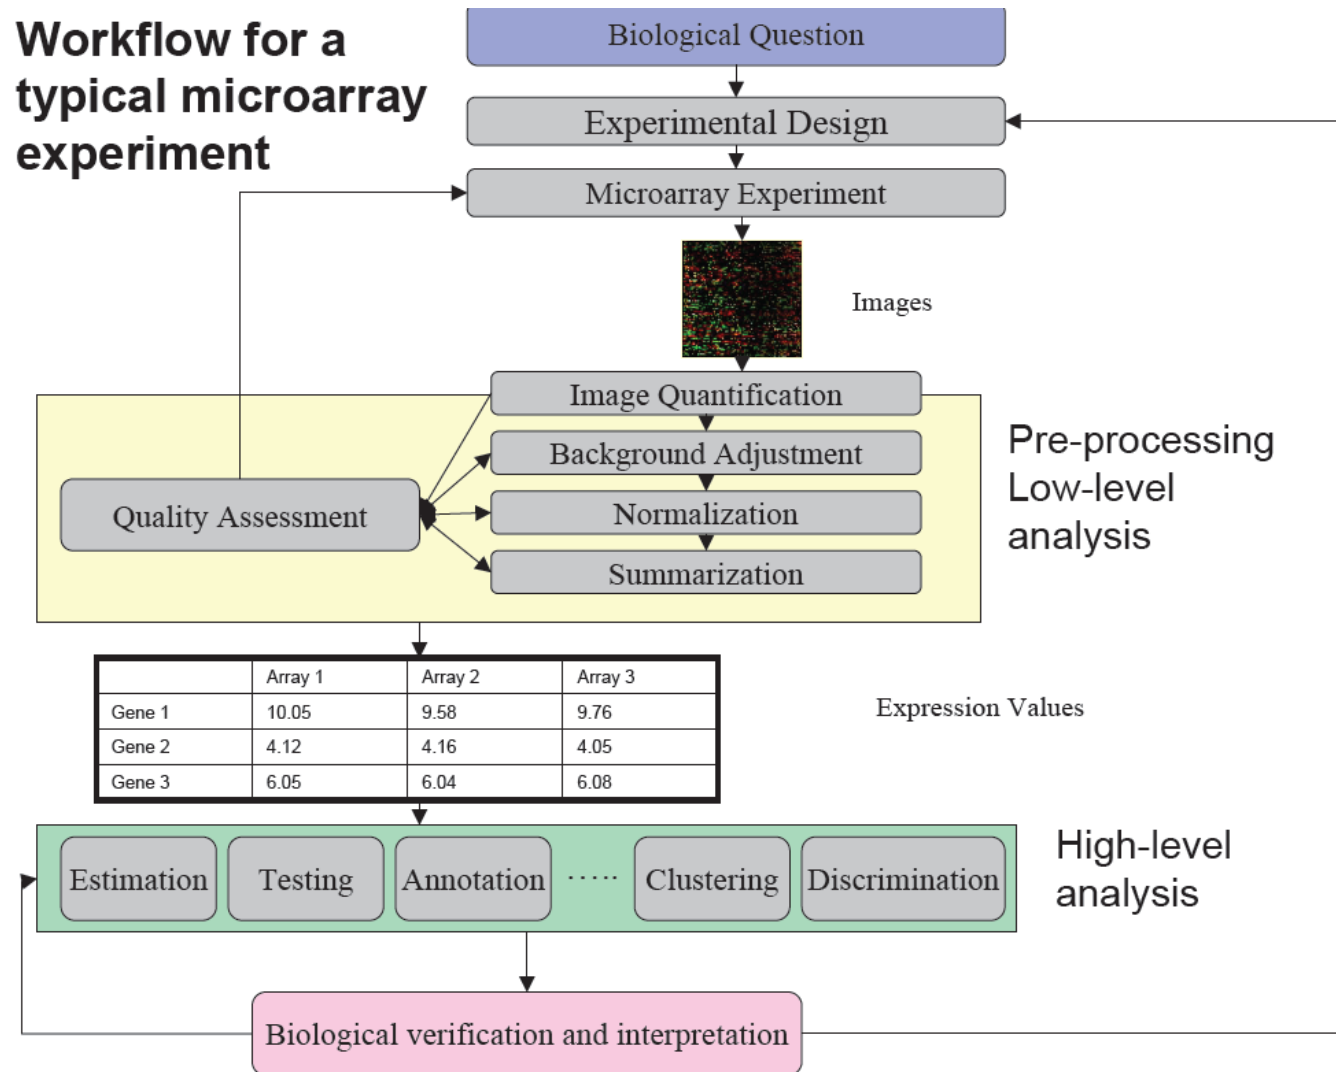 Workflow for a
typical microarray
experiment
Biological Question
Experimental Design
Microarray Experiment
Images
Image Quantification
Background Adjustment
Normalization
Summarization
Quality Assessment
Pre-processing
Low-level
analysis
Array 1 Array 2 Array 3
Gene 1 10.05 9.58 9.76
Gene 2 4.12 4.16 4.05
Gene 3 6.05 6.04 6.08
Expression Values
Estimation Testing Annotation ..... Clustering Discrimination
High-level
analysis
Biological verification and interpretation